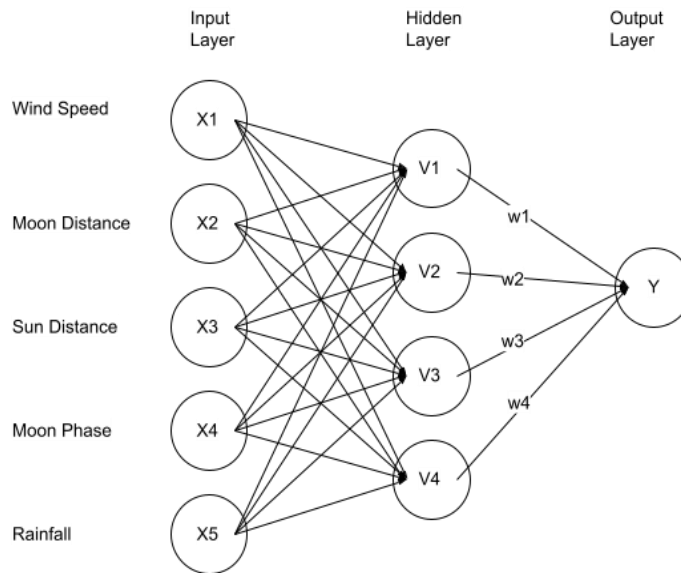 Input
Layer
Hidden
Layer
Output
Layer
Wind Speed
X1
V1
w1
Moon Distance
X2
V2
w2
Y
Sun Distance
X3
w3
V3
w4
Moon Phase
X4
V4
Rainfall
X5